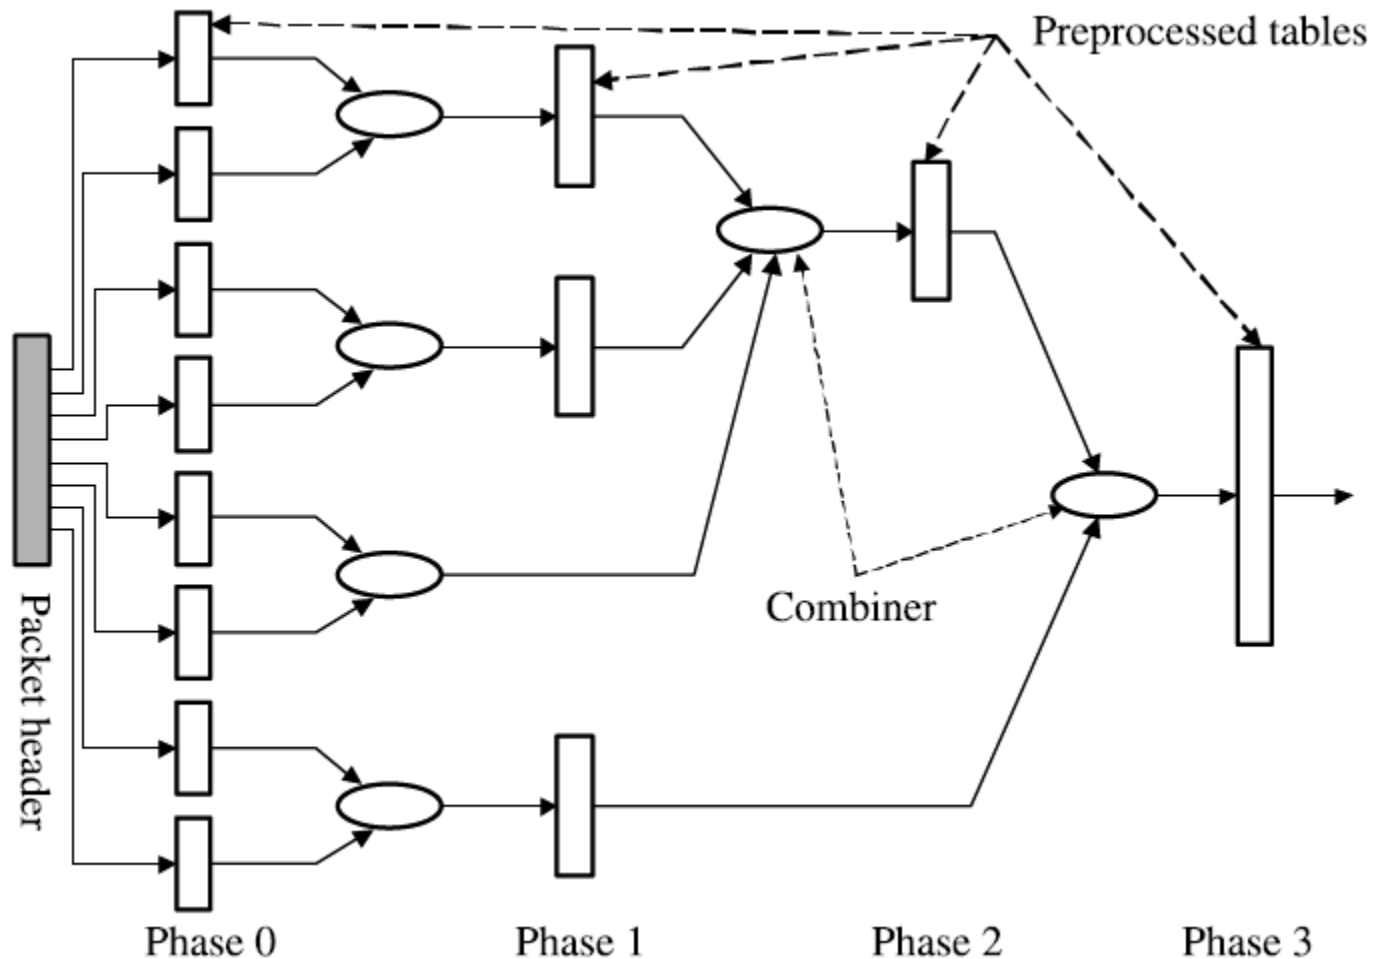 Preprocessed tables
Packet header
Combiner
Phase 0
Phase 1
Phase 2
Phase 3